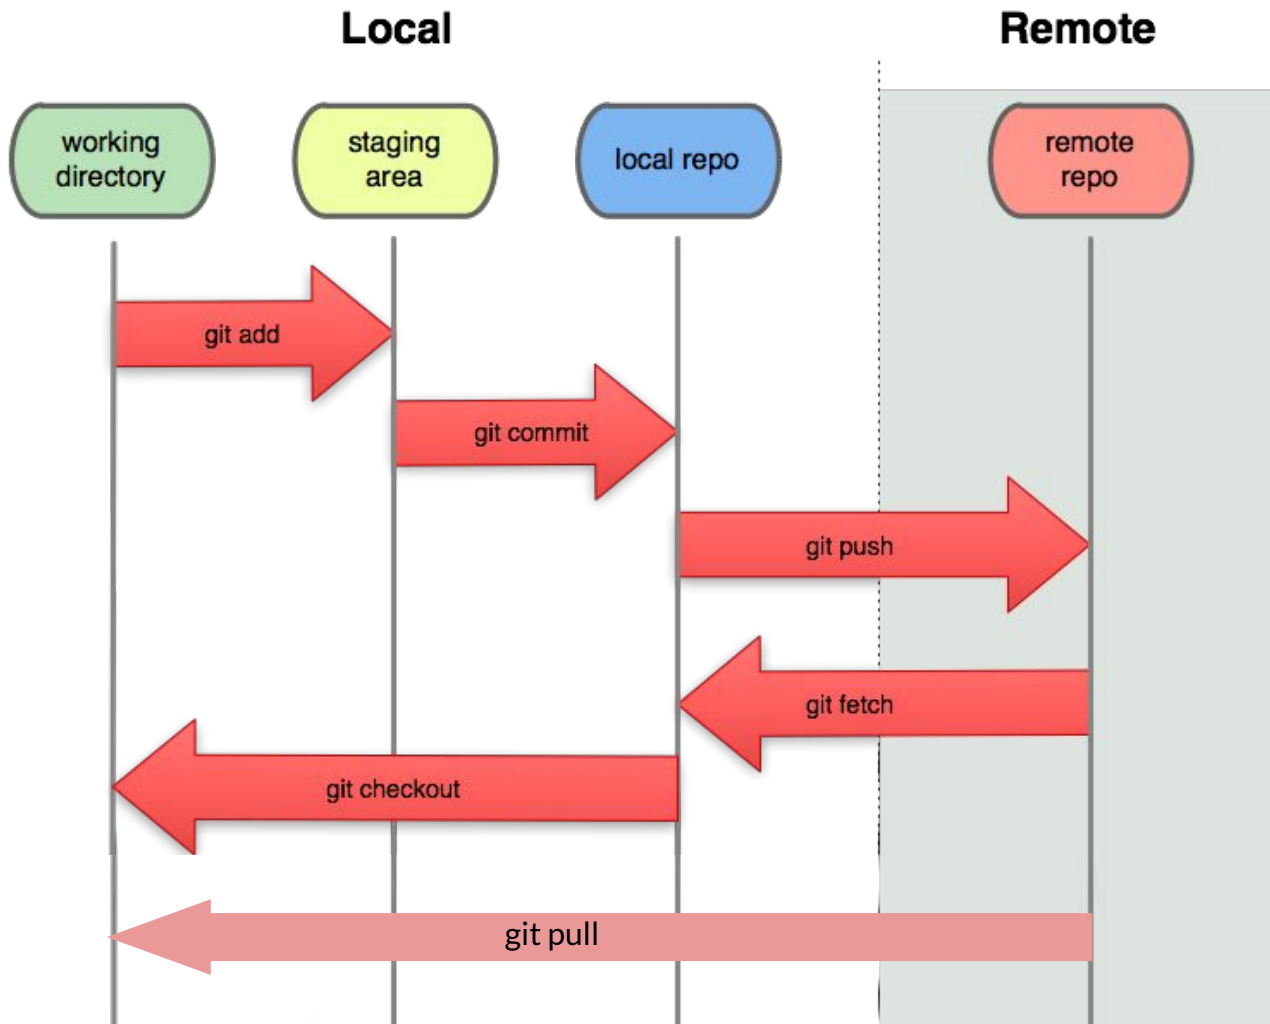 Local
Remote
working
directory
staging
area
local repo
remote
repo
git add
git commit
git push
git fetch
git checkout
git pull